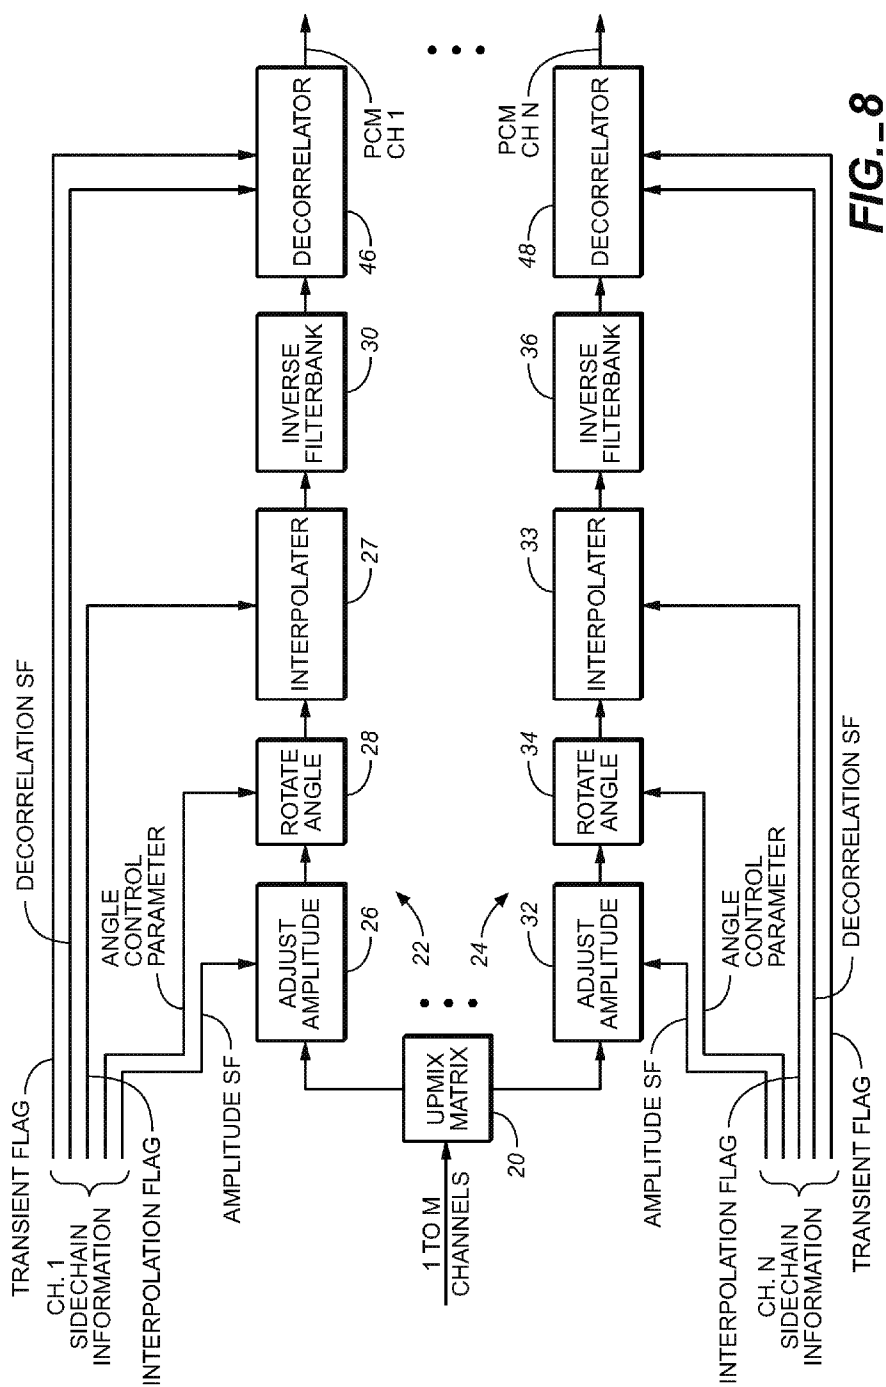 TRANSIENT FLAG
DECORRELATION SF
CH. 1
SIDECHAIN
INFORMATION
INTERPOLATION FLAG
ANGLE
CONTROL
PARAMETER
AMPLITUDE SF
ADJUST
AMPLITUDE
26
ROTATE
ANGLE
28
INTERPOLATER
27
INVERSE
FILTERBANK
30
DECORRELATOR
46
PCM
CH 1
1 TO M
CHANNELS
UPMIX
MATRIX
20
22
24
ADJUST
AMPLITUDE
32
ROTATE
ANGLE
34
INTERPOLATER
33
INVERSE
FILTERBANK
36
DECORRELATOR
48
PCM
CH N
AMPLITUDE SF
ANGLE
CONTROL
PARAMETER
INTERPOLATION FLAG
CH. N
SIDECHAIN
INFORMATION
DECORRELATION SF
TRANSIENT FLAG
FIG._8